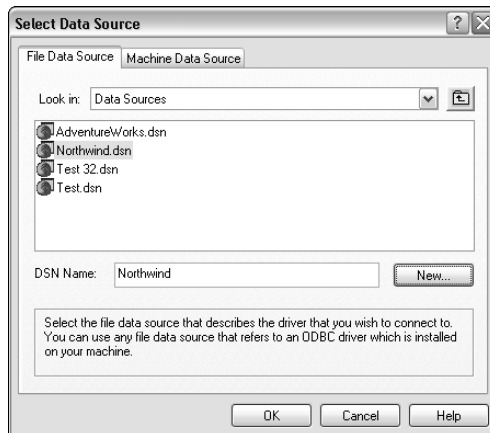 Select Data Source
File Data Source
Machine Data Source
Look in: Data Sources
AdventureWorks.dsn
Northwind.dsn
Test 32.dsn
Test.dsn
DSN Name: Northwind
New...
Select the file data source that describes the driver that you wish to connect to.
You can use any file data source that refers to an ODBC driver which is installed
on your machine.
OK
Cancel
Help